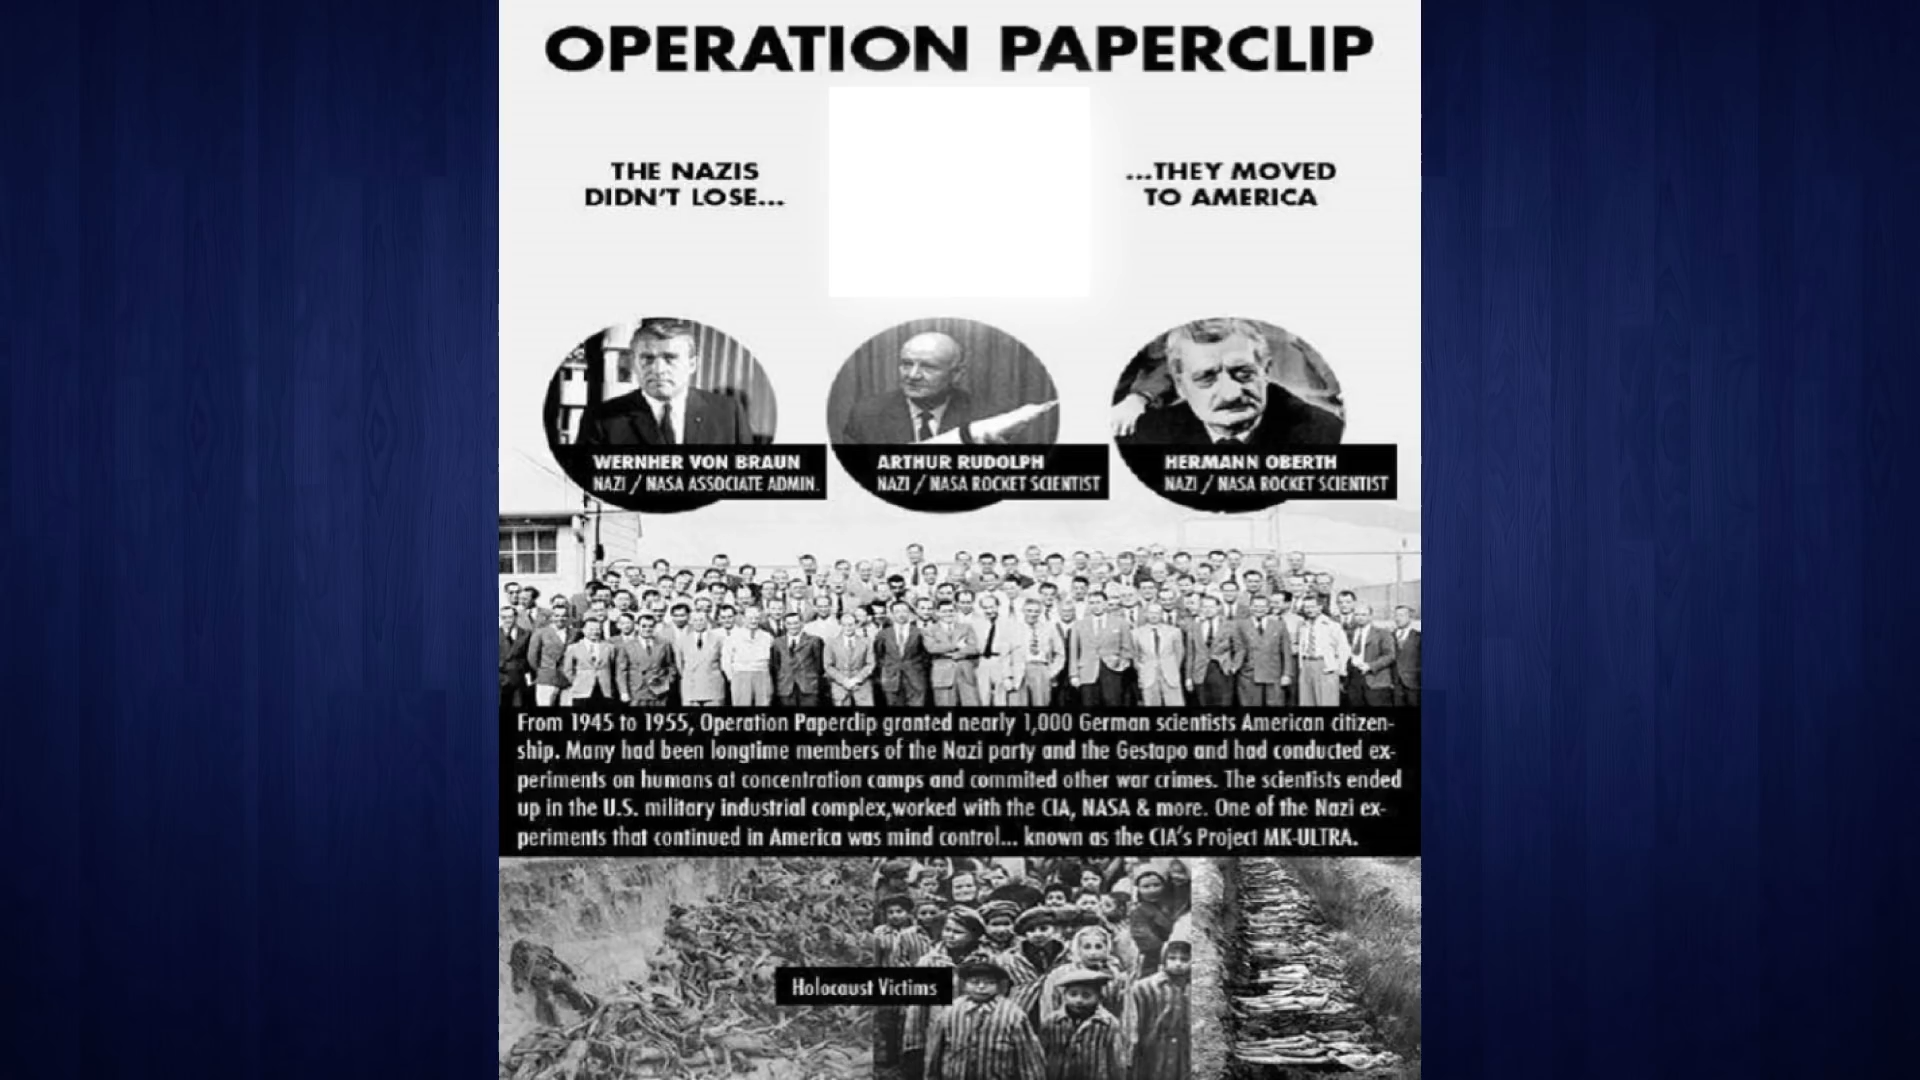 OPERATION PAPERCLIP
THE NAZIS
DIDN'T LOSE...
...THEY MOVED
TO AMERICA
WERNHER VON BRAUN
NAZI / NASA ASSOCIATE ADMIN.
ARTHUR RUDOLPH
NAZI / NASA ROCKET SCIENTIST
HERMANN OBERTH
NAZI / NASA ROCKET SCIENTIST
From 1945 to 1955, Operation Paperclip granted nearly 1,000 German scientists American citizen-
ship. Many had been longtime members of the Nazi party and the Gestapo and had conducted ex-
periments on humans at concentration camps and commited other war crimes. The scientists ended
up in the U.S. military industrial complex,worked with the CIA, NASA & more. One of the Nazi ex-
periments that continued in America was mind control... known as the CIA's Project MK-ULTRA.
Holocaust Victims